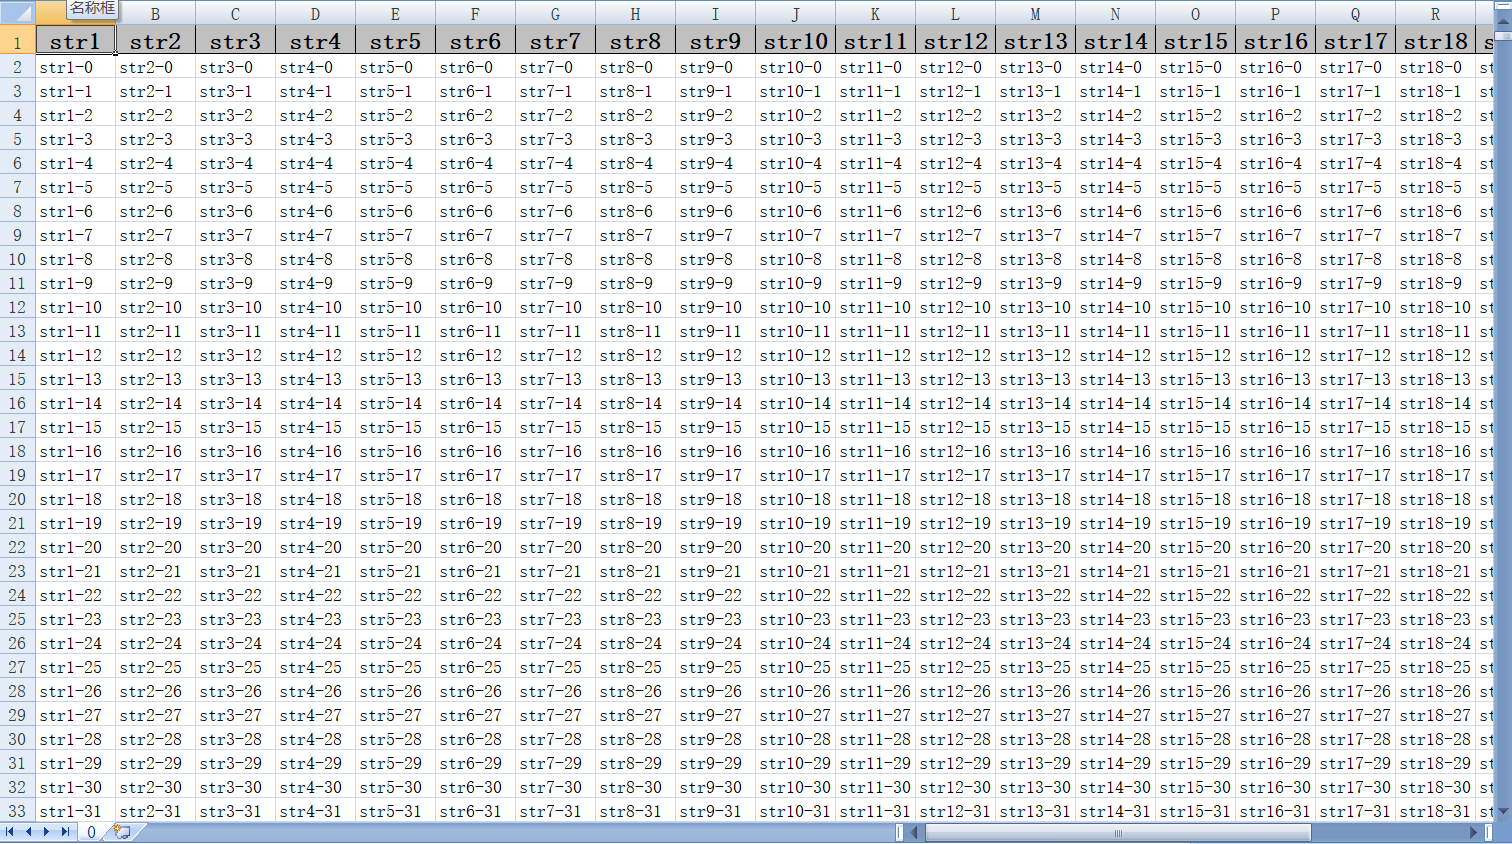 名称框
B C D E F G H I J K L M N O P Q R
1 str1 str2 str3 str4 str5 str6 str7 str8 str9 str10 str11 str12 str13 str14 str15 str16 str17 str18
2 str1-0 str2-0 str3-0 str4-0 str5-0 str6-0 str7-0 str8-0 str9-0 str10-0 str11-0 str12-0 str13-0 str14-0 str15-0 str16-0 str17-0 str18-0
3 str1-1 str2-1 str3-1 str4-1 str5-1 str6-1 str7-1 str8-1 str9-1 str10-1 str11-1 str12-1 str13-1 str14-1 str15-1 str16-1 str17-1 str18-1
4 str1-2 str2-2 str3-2 str4-2 str5-2 str6-2 str7-2 str8-2 str9-2 str10-2 str11-2 str12-2 str13-2 str14-2 str15-2 str16-2 str17-2 str18-2
5 str1-3 str2-3 str3-3 str4-3 str5-3 str6-3 str7-3 str8-3 str9-3 str10-3 str11-3 str12-3 str13-3 str14-3 str15-3 str16-3 str17-3 str18-3
6 str1-4 str2-4 str3-4 str4-4 str5-4 str6-4 str7-4 str8-4 str9-4 str10-4 str11-4 str12-4 str13-4 str14-4 str15-4 str16-4 str17-4 str18-4
7 str1-5 str2-5 str3-5 str4-5 str5-5 str6-5 str7-5 str8-5 str9-5 str10-5 str11-5 str12-5 str13-5 str14-5 str15-5 str16-5 str17-5 str18-5
8 str1-6 str2-6 str3-6 str4-6 str5-6 str6-6 str7-6 str8-6 str9-6 str10-6 str11-6 str12-6 str13-6 str14-6 str15-6 str16-6 str17-6 str18-6
9 str1-7 str2-7 str3-7 str4-7 str5-7 str6-7 str7-7 str8-7 str9-7 str10-7 str11-7 str12-7 str13-7 str14-7 str15-7 str16-7 str17-7 str18-7
10 str1-8 str2-8 str3-8 str4-8 str5-8 str6-8 str7-8 str8-8 str9-8 str10-8 str11-8 str12-8 str13-8 str14-8 str15-8 str16-8 str17-8 str18-8
11 str1-9 str2-9 str3-9 str4-9 str5-9 str6-9 str7-9 str8-9 str9-9 str10-9 str11-9 str12-9 str13-9 str14-9 str15-9 str16-9 str17-9 str18-9
12 str1-10 str2-10 str3-10 str4-10 str5-10 str6-10 str7-10 str8-10 str9-10 str10-10 str11-10 str12-10 str13-10 str14-10 str15-10 str16-10 str17-10 str18-10
13 str1-11 str2-11 str3-11 str4-11 str5-11 str6-11 str7-11 str8-11 str9-11 str10-11 str11-11 str12-11 str13-11 str14-11 str15-11 str16-11 str17-11 str18-11
14 str1-12 str2-12 str3-12 str4-12 str5-12 str6-12 str7-12 str8-12 str9-12 str10-12 str11-12 str12-12 str13-12 str14-12 str15-12 str16-12 str17-12 str18-12
15 str1-13 str2-13 str3-13 str4-13 str5-13 str6-13 str7-13 str8-13 str9-13 str10-13 str11-13 str12-13 str13-13 str14-13 str15-13 str16-13 str17-13 str18-13
16 str1-14 str2-14 str3-14 str4-14 str5-14 str6-14 str7-14 str8-14 str9-14 str10-14 str11-14 str12-14 str13-14 str14-14 str15-14 str16-14 str17-14 str18-14
17 str1-15 str2-15 str3-15 str4-15 str5-15 str6-15 str7-15 str8-15 str9-15 str10-15 str11-15 str12-15 str13-15 str14-15 str15-15 str16-15 str17-15 str18-15
18 str1-16 str2-16 str3-16 str4-16 str5-16 str6-16 str7-16 str8-16 str9-16 str10-16 str11-16 str12-16 str13-16 str14-16 str15-16 str16-16 str17-16 str18-16
19 str1-17 str2-17 str3-17 str4-17 str5-17 str6-17 str7-17 str8-17 str9-17 str10-17 str11-17 str12-17 str13-17 str14-17 str15-17 str16-17 str17-17 str18-17
20 str1-18 str2-18 str3-18 str4-18 str5-18 str6-18 str7-18 str8-18 str9-18 str10-18 str11-18 str12-18 str13-18 str14-18 str15-18 str16-18 str17-18 str18-18
21 str1-19 str2-19 str3-19 str4-19 str5-19 str6-19 str7-19 str8-19 str9-19 str10-19 str11-19 str12-19 str13-19 str14-19 str15-19 str16-19 str17-19 str18-19
22 str1-20 str2-20 str3-20 str4-20 str5-20 str6-20 str7-20 str8-20 str9-20 str10-20 str11-20 str12-20 str13-20 str14-20 str15-20 str16-20 str17-20 str18-20
23 str1-21 str2-21 str3-21 str4-21 str5-21 str6-21 str7-21 str8-21 str9-21 str10-21 str11-21 str12-21 str13-21 str14-21 str15-21 str16-21 str17-21 str18-21
24 str1-22 str2-22 str3-22 str4-22 str5-22 str6-22 str7-22 str8-22 str9-22 str10-22 str11-22 str12-22 str13-22 str14-22 str15-22 str16-22 str17-22 str18-22
25 str1-23 str2-23 str3-23 str4-23 str5-23 str6-23 str7-23 str8-23 str9-23 str10-23 str11-23 str12-23 str13-23 str14-23 str15-23 str16-23 str17-23 str18-23
26 str1-24 str2-24 str3-24 str4-24 str5-24 str6-24 str7-24 str8-24 str9-24 str10-24 str11-24 str12-24 str13-24 str14-24 str15-24 str16-24 str17-24 str18-24
27 str1-25 str2-25 str3-25 str4-25 str5-25 str6-25 str7-25 str8-25 str9-25 str10-25 str11-25 str12-25 str13-25 str14-25 str15-25 str16-25 str17-25 str18-25
28 str1-26 str2-26 str3-26 str4-26 str5-26 str6-26 str7-26 str8-26 str9-26 str10-26 str11-26 str12-26 str13-26 str14-26 str15-26 str16-26 str17-26 str18-26
29 str1-27 str2-27 str3-27 str4-27 str5-27 str6-27 str7-27 str8-27 str9-27 str10-27 str11-27 str12-27 str13-27 str14-27 str15-27 str16-27 str17-27 str18-27
30 str1-28 str2-28 str3-28 str4-28 str5-28 str6-28 str7-28 str8-28 str9-28 str10-28 str11-28 str12-28 str13-28 str14-28 str15-28 str16-28 str17-28 str18-28
31 str1-29 str2-29 str3-29 str4-29 str5-29 str6-29 str7-29 str8-29 str9-29 str10-29 str11-29 str12-29 str13-29 str14-29 str15-29 str16-29 str17-29 str18-29
32 str1-30 str2-30 str3-30 str4-30 str5-30 str6-30 str7-30 str8-30 str9-30 str10-30 str11-30 str12-30 str13-30 str14-30 str15-30 str16-30 str17-30 str18-30
33 str1-31 str2-31 str3-31 str4-31 str5-31 str6-31 str7-31 str8-31 str9-31 str10-31 str11-31 str12-31 str13-31 str14-31 str15-31 str16-31 str17-31 str18-31
0